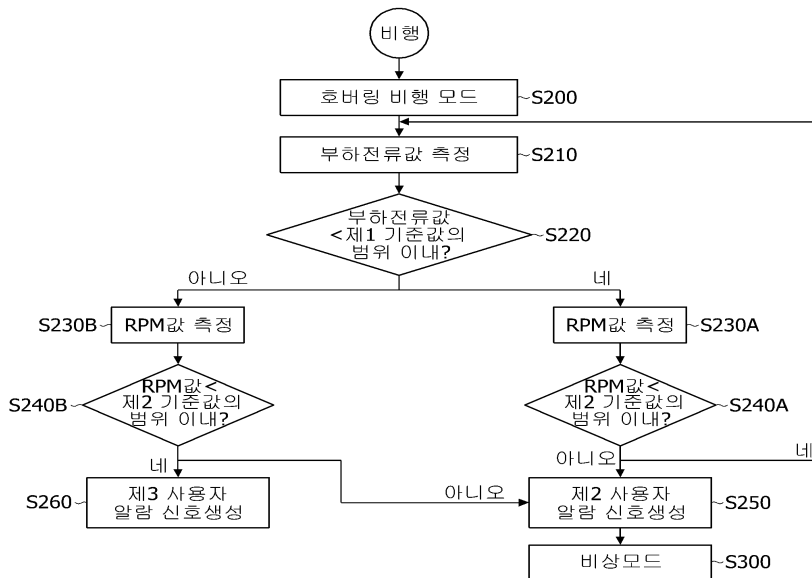 비행
호버링 비행 모드
S200
부하전류값 측정
S210
부하전류값
<제1 기준값의
범위 이내?
S220
아니오
네
S230B
RPM값 측정
RPM값 측정
S230A
S240B
RPM값<
제2 기준값의
범위 이내?
RPM값<
제2 기준값의
범위 이내?
S240A
네
아니오
네
S260
제3 사용자
알람 신호생성
아니오
제2 사용자
알람 신호생성
S250
비상모드
S300